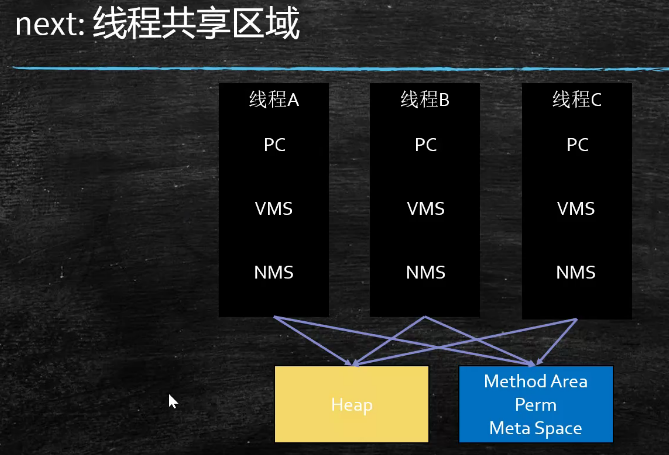 next: 线程共享区域
线程A
PC
VMS
NMS
线程B
PC
VMS
NMS
线程C
PC
VMS
NMS
Heap
Method Area
Perm
Meta Space